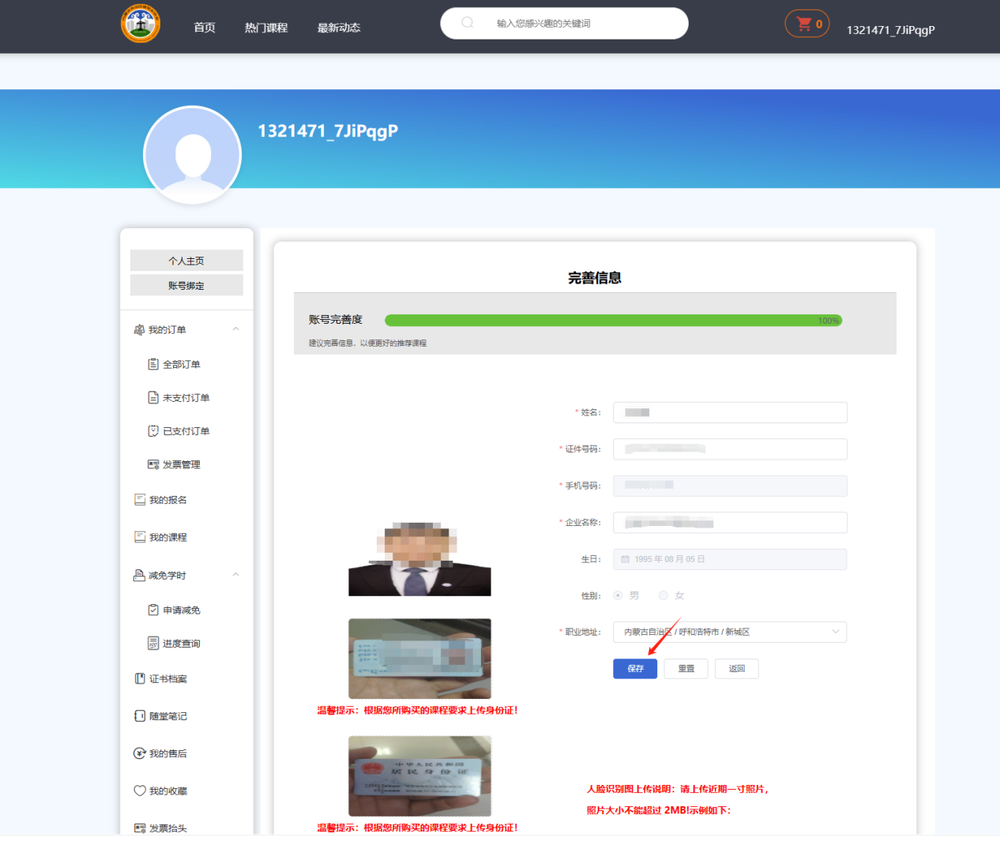 首页 热门课程 最新动态 输入您感兴趣的关键词 0 1321471_7JiPqgP
1321471_7JiPqgP
个人主页
账号绑定
我的订单
全部订单
未支付订单
已支付订单
发票管理
我的报名
我的课程
减免学时
申请减免
进度查询
证书档案
随堂笔记
我的售后
我的收藏
发票抬头
完善信息
账号完善度 100%
建议完善信息，以便更好的推荐课程
* 姓名：
* 证件号码：
* 手机号码：
* 企业名称：
生日： 1995 年 08 月 05 日
性别： 男 女
* 职业地址： 内蒙古自治区 / 呼和浩特市 / 新城区
保存 重置 返回
温馨提示：根据您所购买的课程要求上传身份证！
中华人民共和国
居民身份证
温馨提示：根据您所购买的课程要求上传身份证！
人脸识别图上传说明：请上传近期一寸照片，
照片大小不能超过 2MB!示例如下：